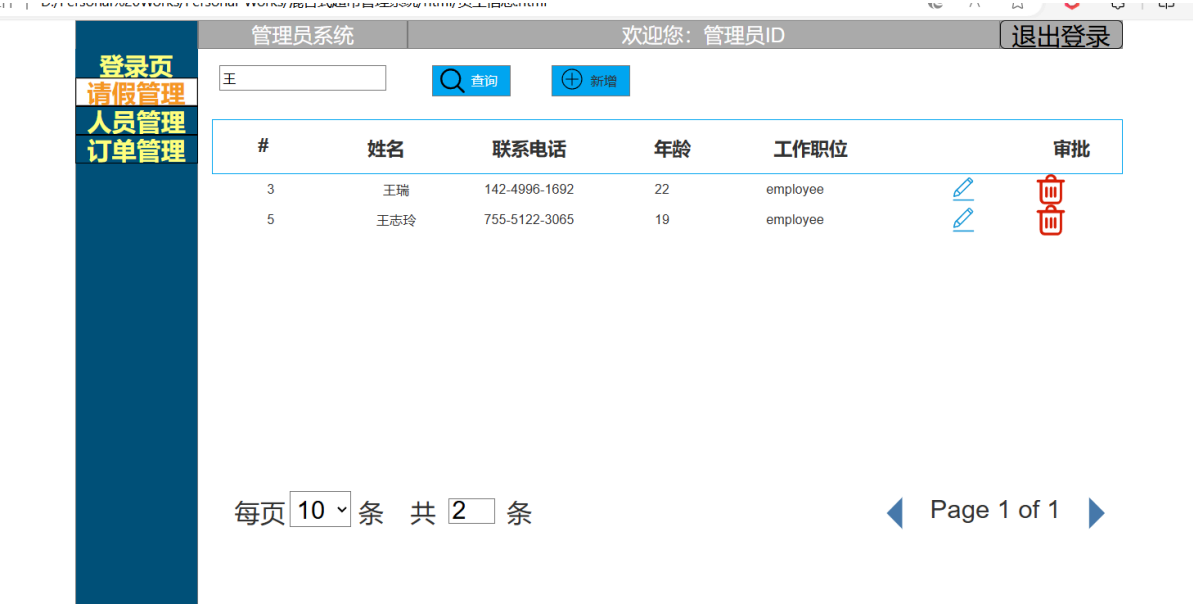 管理员系统 欢迎您：管理员ID 退出登录
登录页
请假管理
人员管理
订单管理
王 查询 新增
# 姓名 联系电话 年龄 工作职位 审批
3 王瑞 142-4996-1692 22 employee
5 王志玲 755-5122-3065 19 employee
每页 10 条 共 2 条 Page 1 of 1